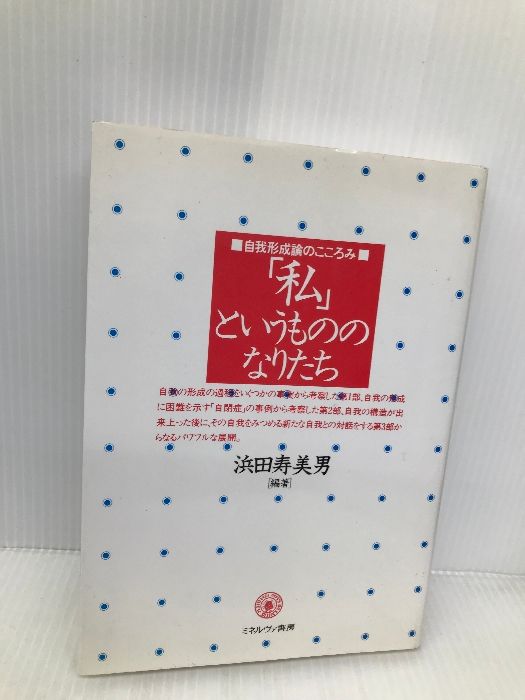 ■自我形成論のこころみ■
「私」
というものの
なりたち
自我の形成の過程をいくつかの事実から考察した第1部、自我の形成
に困難を示す「自閉症」の事例から考察した第2部、自我の構造が出
来上った後に、その自我をみつめる新たな自我との対話をする第3部か
らなるパワフルな展開。
浜田寿美男
[編著]
ミネルヴァ書房